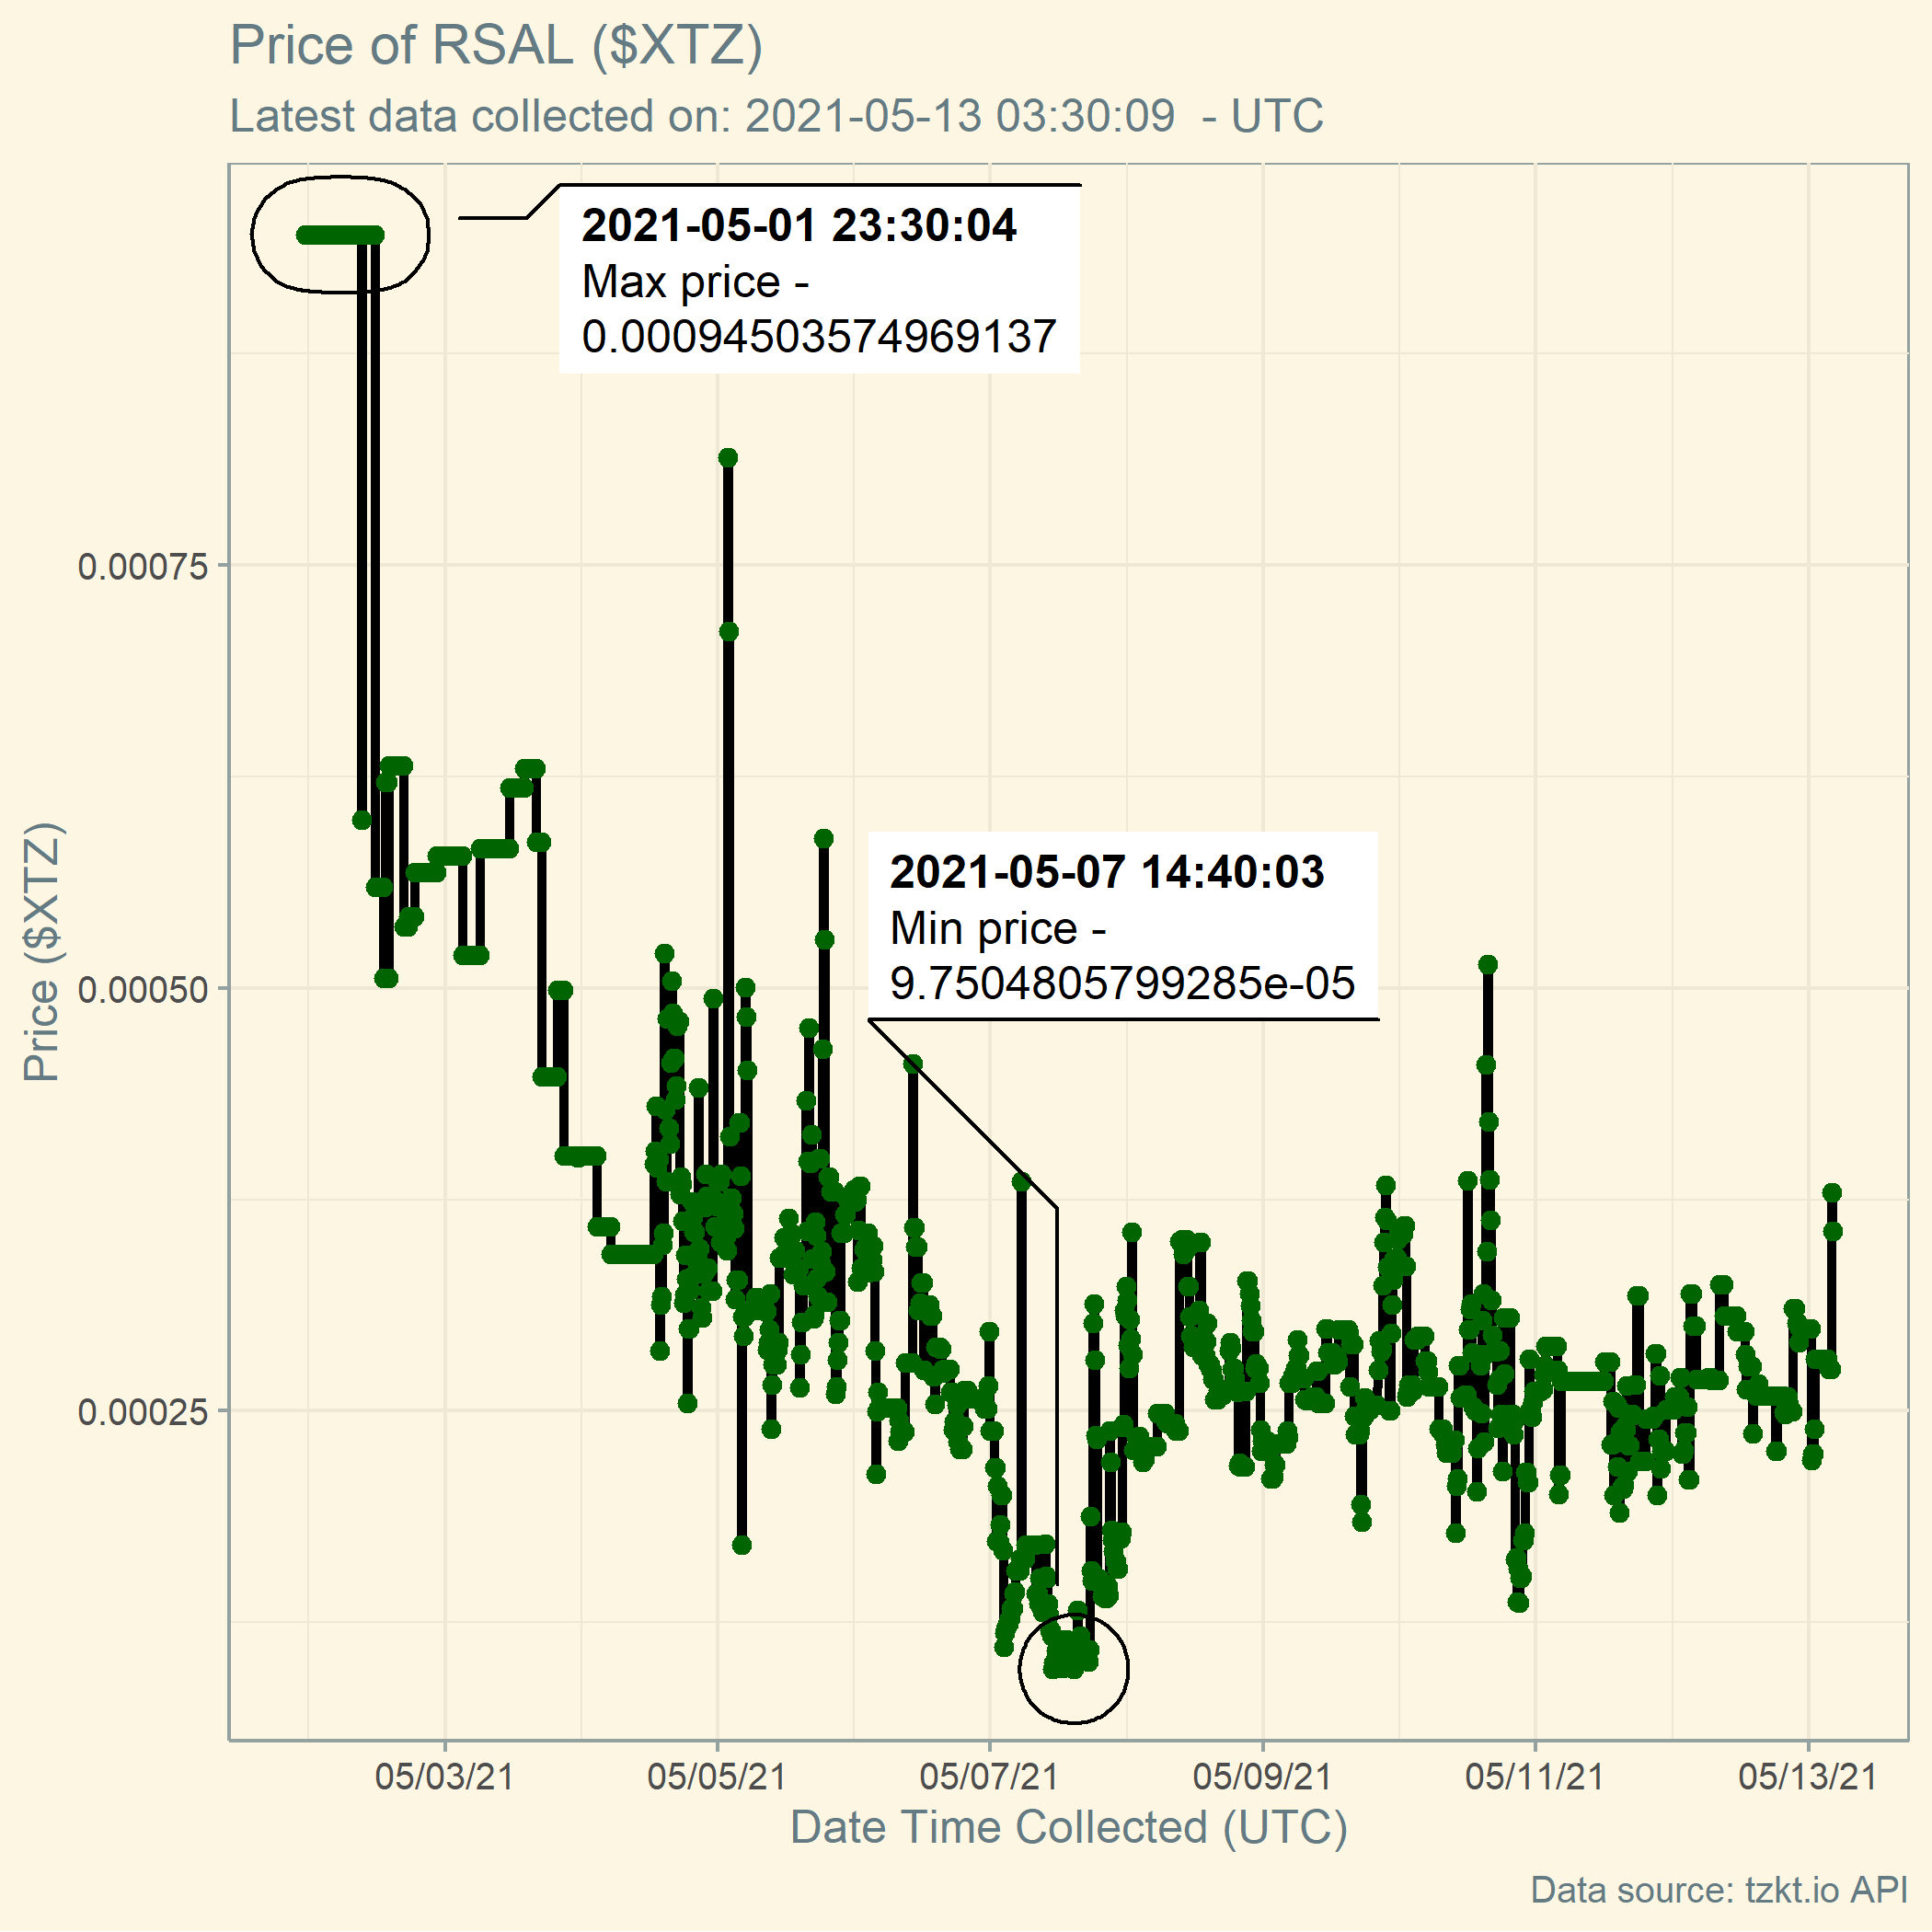 Price of RSAL ($XTZ)
Latest data collected on: 2021-05-13 03:30:09  - UTC
2021-05-01 23:30:04
Max price -
0.000945035749​69137
0.00075
Price ($XTZ)
2021-05-07 14:40:03
Min price -
9.7504805799285e-05
0.00050
0.00025
05/03/21
05/05/21
05/07/21
05/09/21
05/11/21
05/13/21
Date Time Collected (UTC)
Data source: tzkt.io API